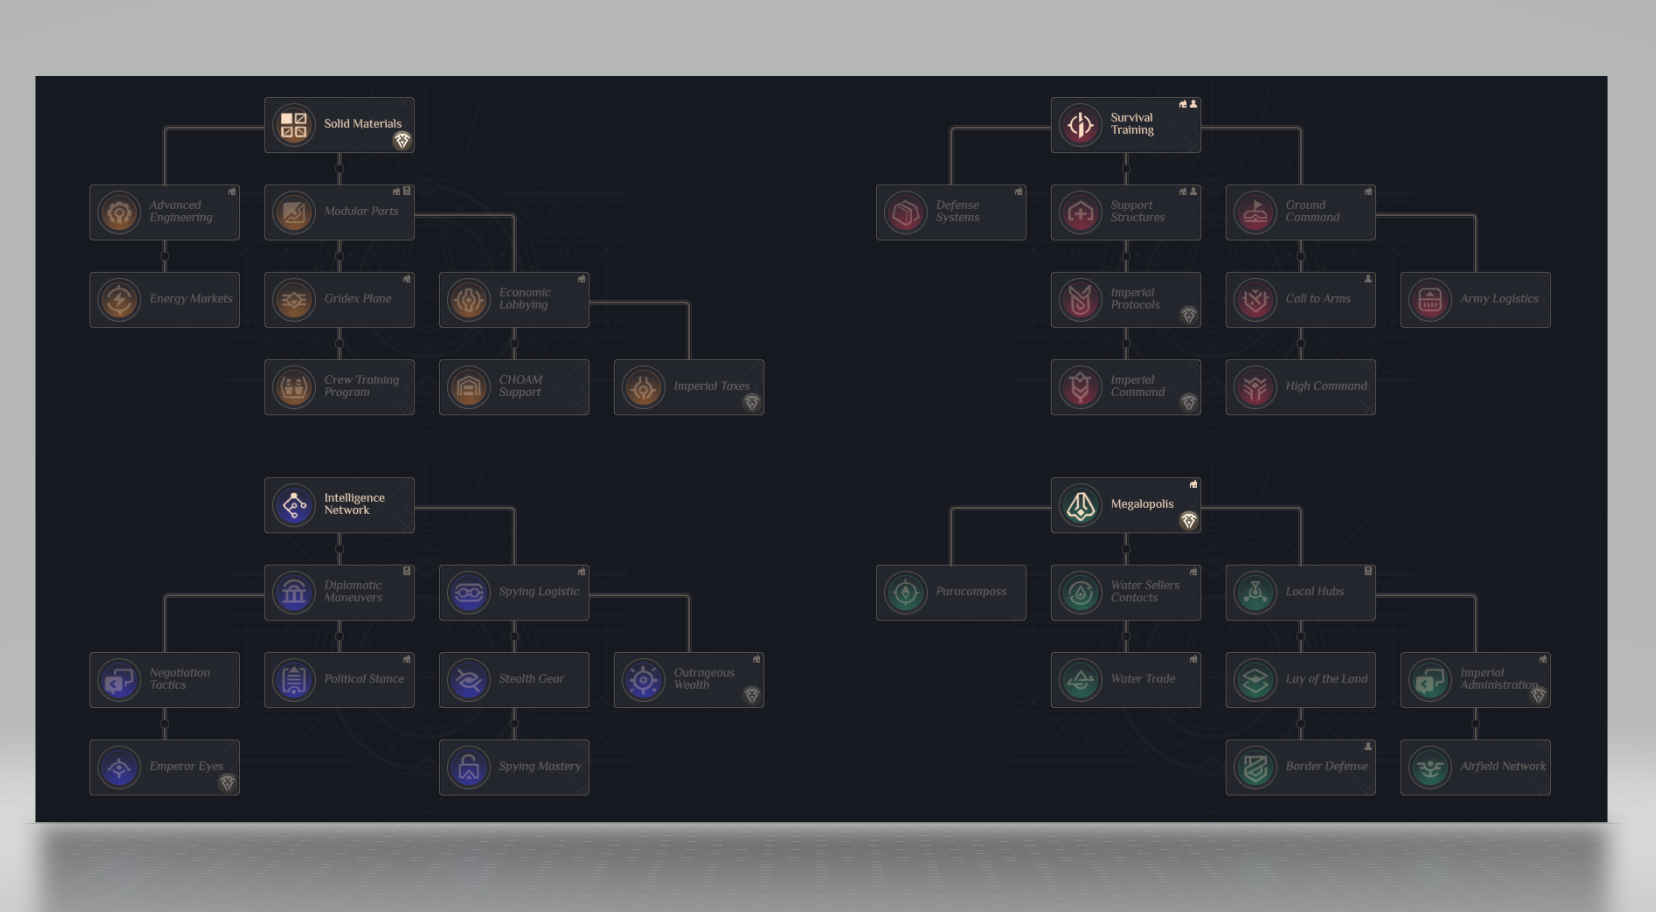 Solid Materials
Advanced
Engineering
Modular Parts
Energy Markets
Gridex Plane
Economic
Lobbying
Crew Training
Program
CHOAM
Support
Imperial Taxes
Survival
Training
Defense
Systems
Support
Structures
Ground
Command
Imperial
Protocols
Call to Arms
Army Logistics
Imperial
Command
High Command
Intelligence
Network
Diplomatic
Maneuvers
Spying Logistic
Negotiation
Tactics
Political Stance
Stealth Gear
Outrageous
Wealth
Emperor Eyes
Spying Mastery
Megalopolis
Paracompass
Water Sellers
Contacts
Local Hubs
Water Trade
Lay of the Land
Imperial
Administration
Border Defense
Airfield Network